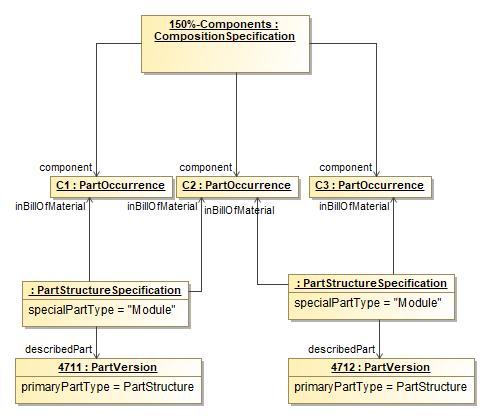 150%-Components :
CompositionSpecification
component
component
component
C1 : PartOccurrence
C2 : PartOccurrence
C3 : PartOccurrence
inBillOfMaterial
inBillOfMaterial
inBillOfMaterial
inBillOfMaterial
: PartStructureSpecification
specialPartType = "Module"
: PartStructureSpecification
specialPartType = "Module"
describedPart
describedPart
4711 : PartVersion
primaryPartType = PartStructure
4712 : PartVersion
primaryPartType = PartStructure